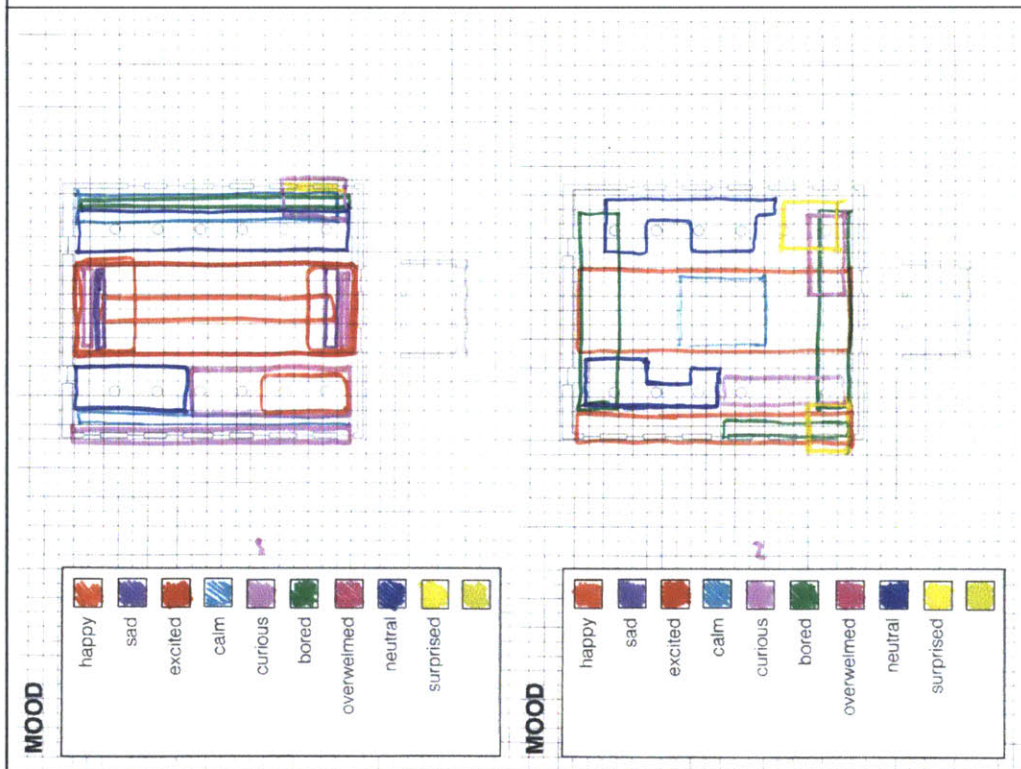 1
MOOD
happy
sad
excited
calm
curious
bored
overwelmed
neutral
surprised
2
MOOD
happy
sad
excited
calm
curious
bored
overwelmed
neutral
surprised